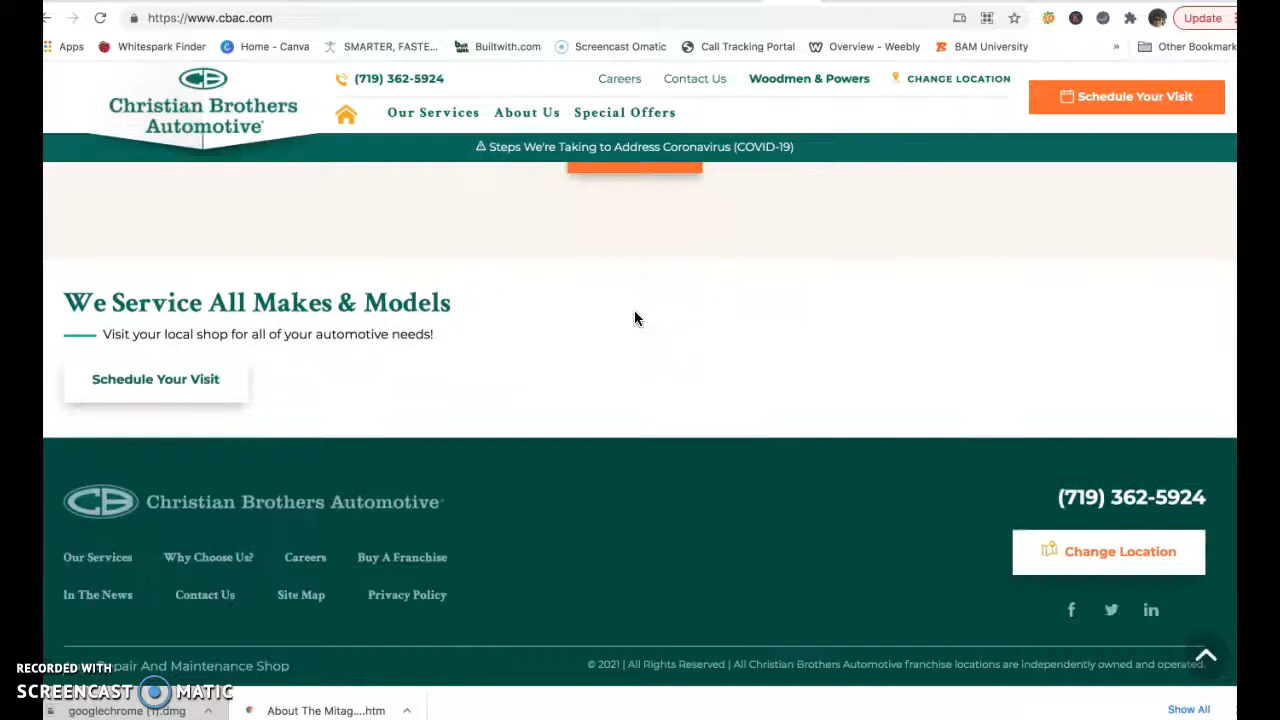 https://www.cbac.com
Update
Apps
Whitespark Finder
Home - Canva
SMARTER, FASTE...
Builtwith.com
Screencast Omatic
Call Tracking Portal
Overview - Weebly
BAM University
»
Other Bookmark
CB
Christian Brothers
Automotive
(719) 362-5924
Careers
Contact Us
Woodmen & Powers
CHANGE LOCATION
Schedule Your Visit
Our Services
About Us
Special Offers
Steps We're Taking to Address Coronavirus (COVID-19)
We Service All Makes & Models
Visit your local shop for all of your automotive needs!
Schedule Your Visit
CB Christian Brothers Automotive
(719) 362-5924
Change Location
Our Services
Why Choose Us?
Careers
Buy A Franchise
In The News
Contact Us
Site Map
Privacy Policy
Repair And Maintenance Shop
© 2021 | All Rights Reserved | All Christian Brothers Automotive franchise locations are independently owned and operated.
RECORDED WITH
SCREENCAST MATIC
googlechrome (1).dmg
About The Mitag....htm
Show All